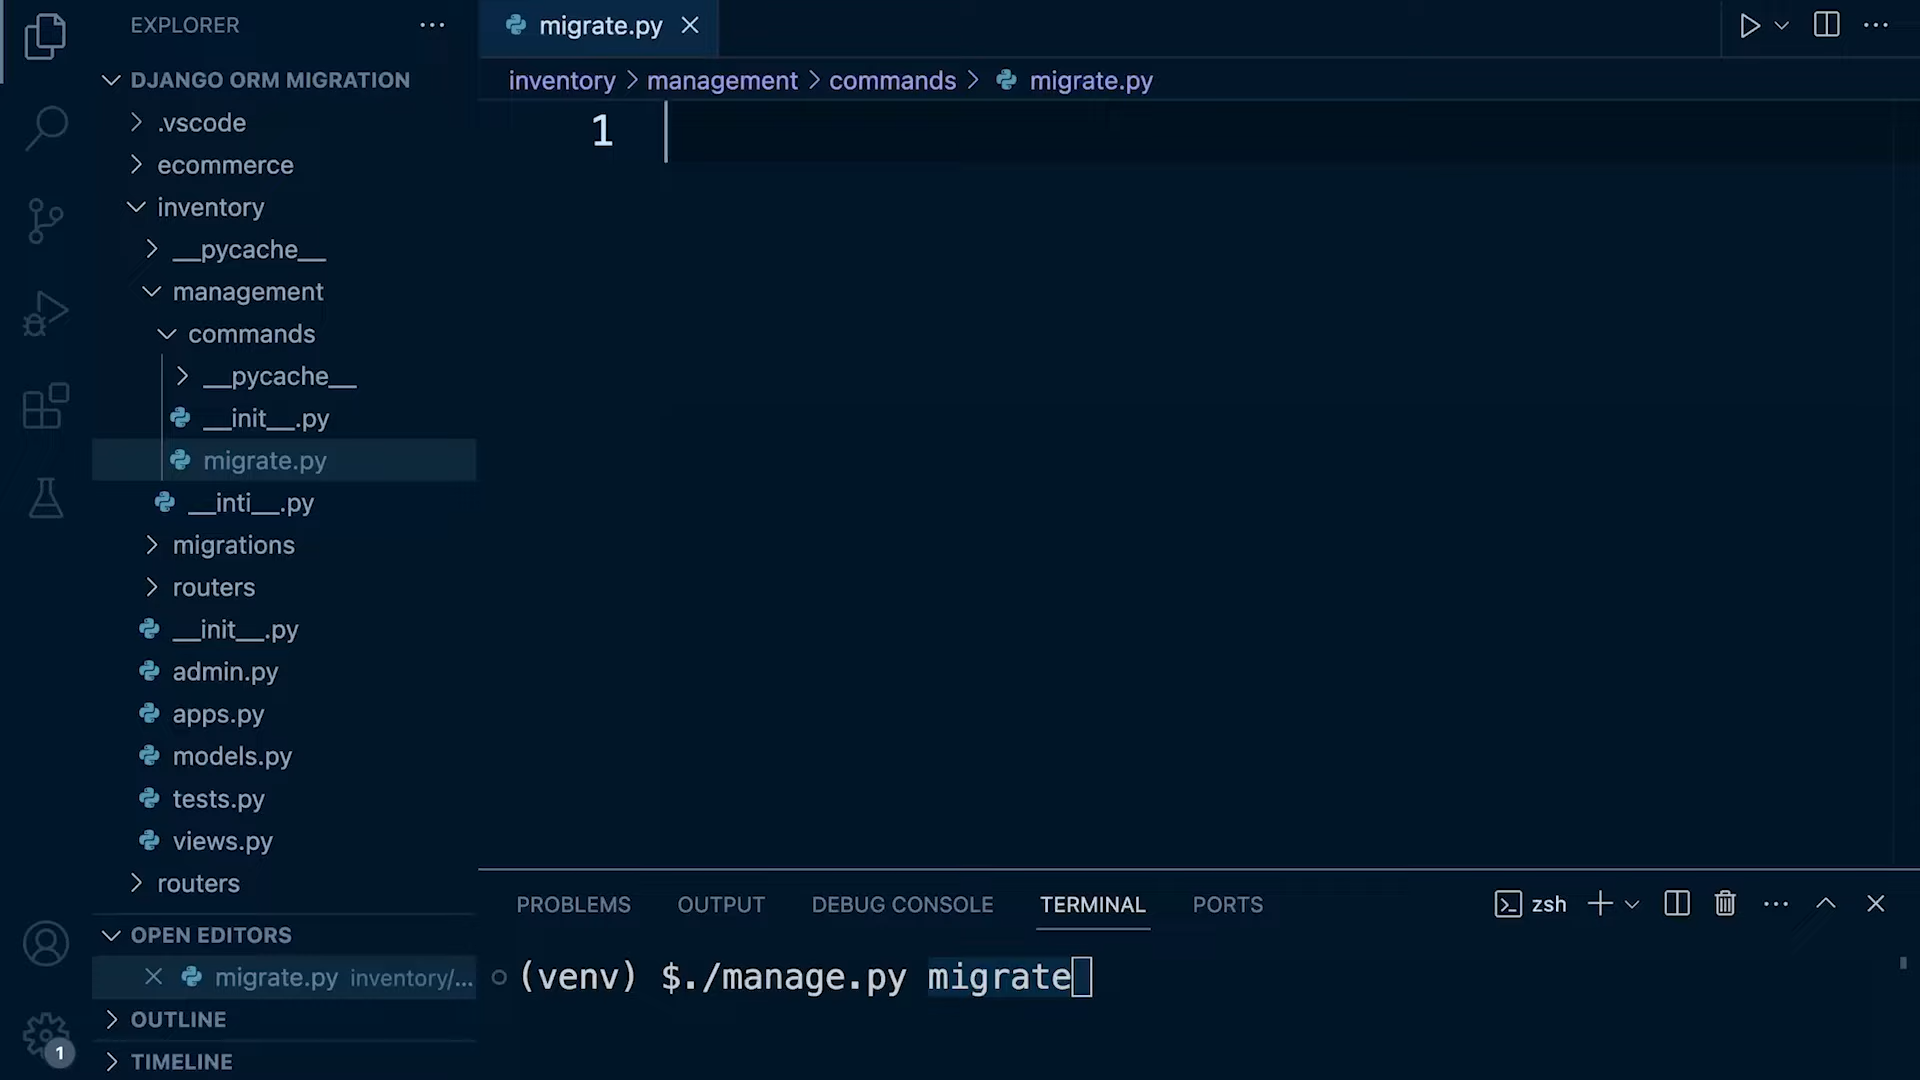 EXPLORER
DJANGO ORM MIGRATION
.vscode
ecommerce
inventory
__pycache__
management
commands
__pycache__
__init__.py
migrate.py
__inti__.py
migrations
routers
__init__.py
admin.py
apps.py
models.py
tests.py
views.py
routers
OPEN EDITORS
migrate.py inventory/...
OUTLINE
TIMELINE
1
migrate.py
inventory > management > commands > migrate.py
1
PROBLEMS OUTPUT DEBUG CONSOLE TERMINAL PORTS zsh
(venv) $./manage.py migrate